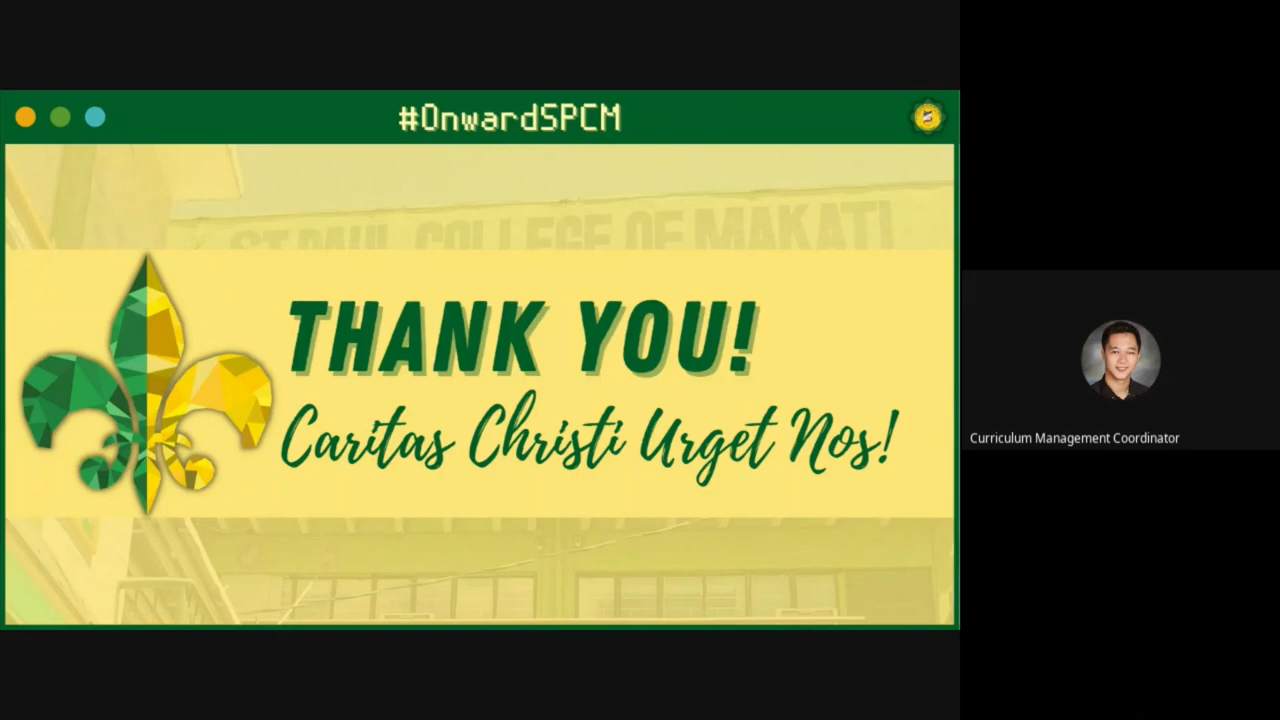 #OnwardSPCM
ST. PAUL COLLEGE OF MAKATI
THANK YOU!
Caritas Christi Urget Nos!
Curriculum Management Coordinator